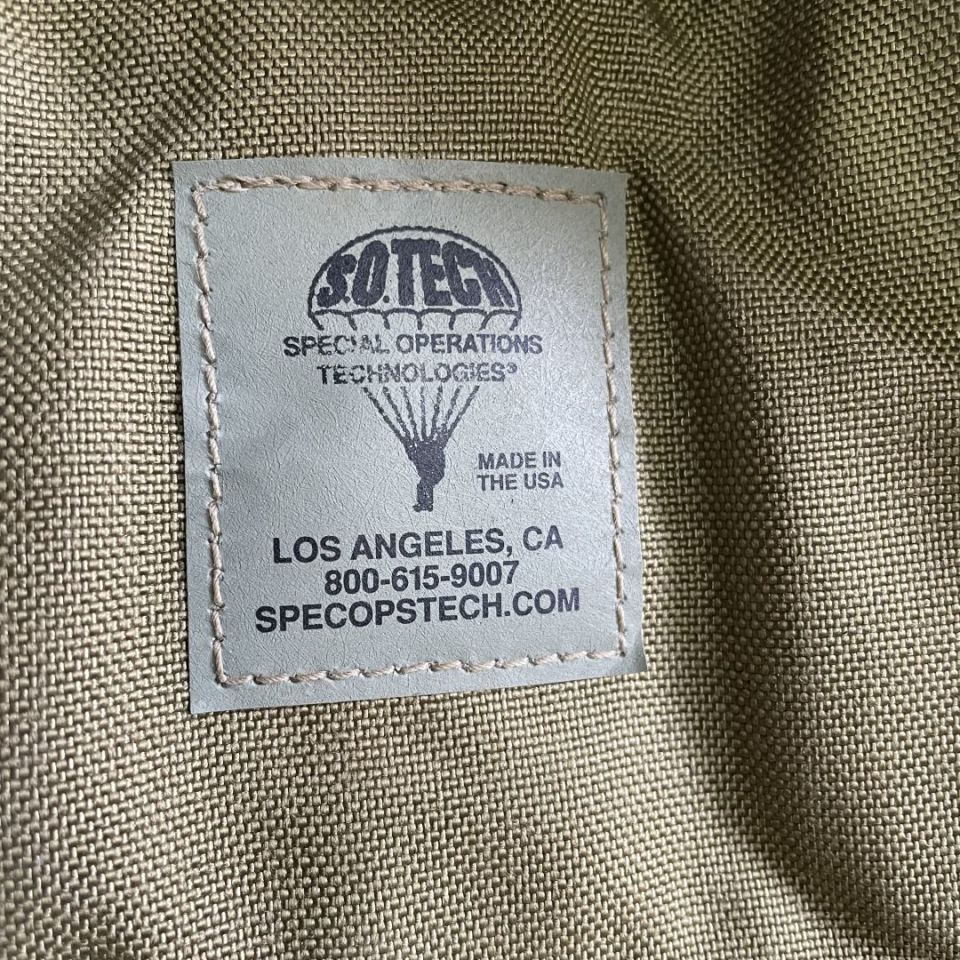 S.O.TECH
SPECIAL OPERATIONS
TECHNOLOGIES®
MADE IN
THE USA
LOS ANGELES, CA
800-615-9007
SPECOPSTECH.COM